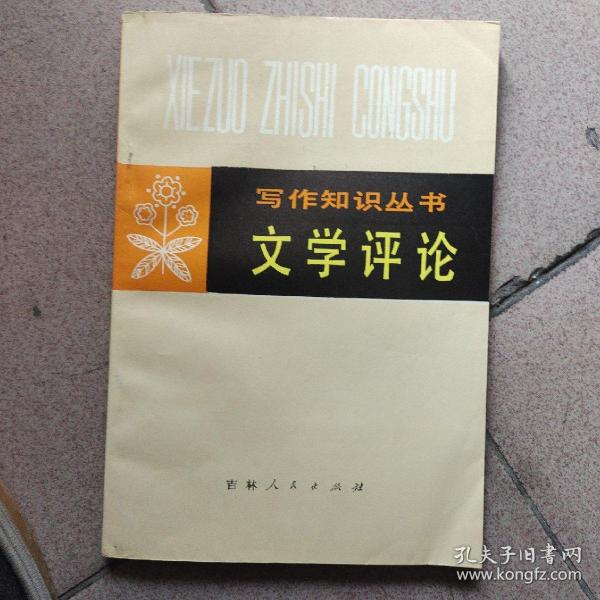 XIEZUO ZHISHI CONGSHU
写作知识丛书
文学评论
吉林人民出版社
孔夫子旧书网
www.kongfz.com